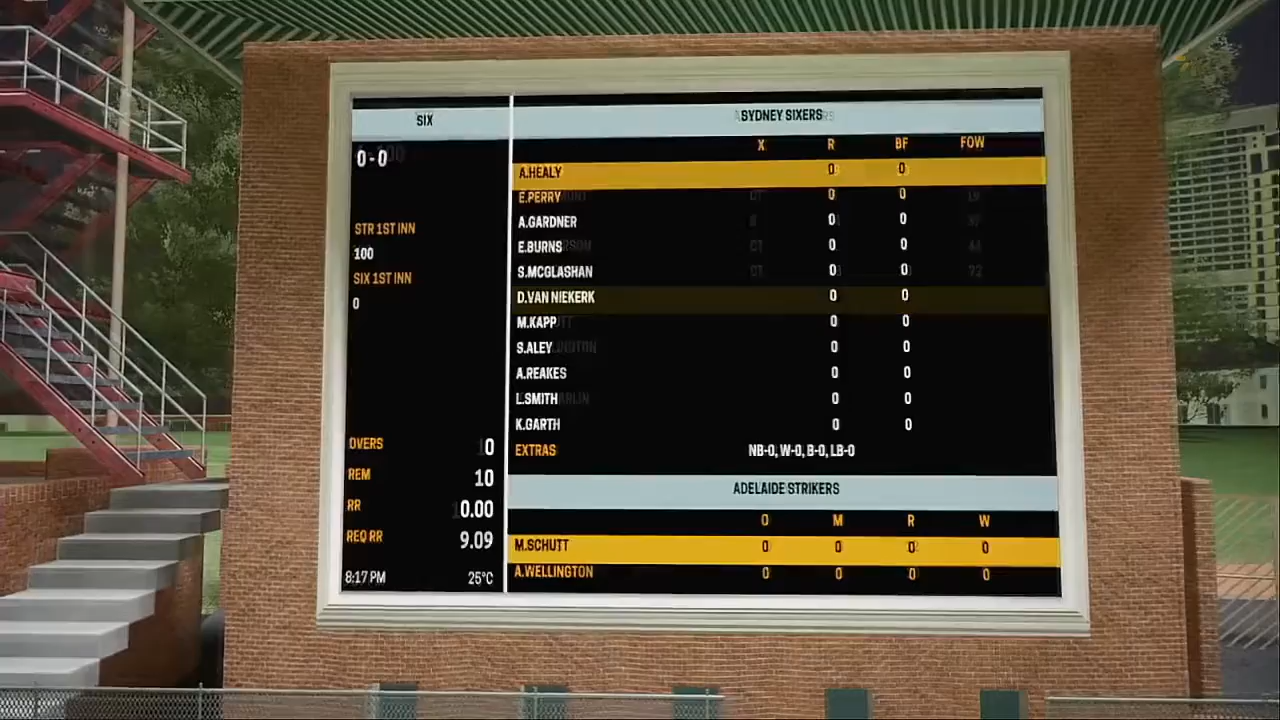 SIX
0-0
STR 1ST INN
100
SIX 1ST INN
0
OVERS 0
REM 10
RR 0.00
REQ RR 9.09
8:17 PM 25°C
SYDNEY SIXERS
X R BF FOW
A.HEALY 0 0
E.PERRY 0 0
A.GARDNER 0 0
E.BURNS 0 0
S.MCGLASHAN 0 0
D.VAN NIEKERK 0 0
M.KAPP 0 0
S.ALEY 0 0
A.REAKES 0 0
L.SMITH 0 0
K.GARTH 0 0
EXTRAS NB-0, W-0, B-0, LB-0
ADELAIDE STRIKERS
O M R W
M.SCHUTT 0 0 0 0
A.WELLINGTON 0 0 0 0